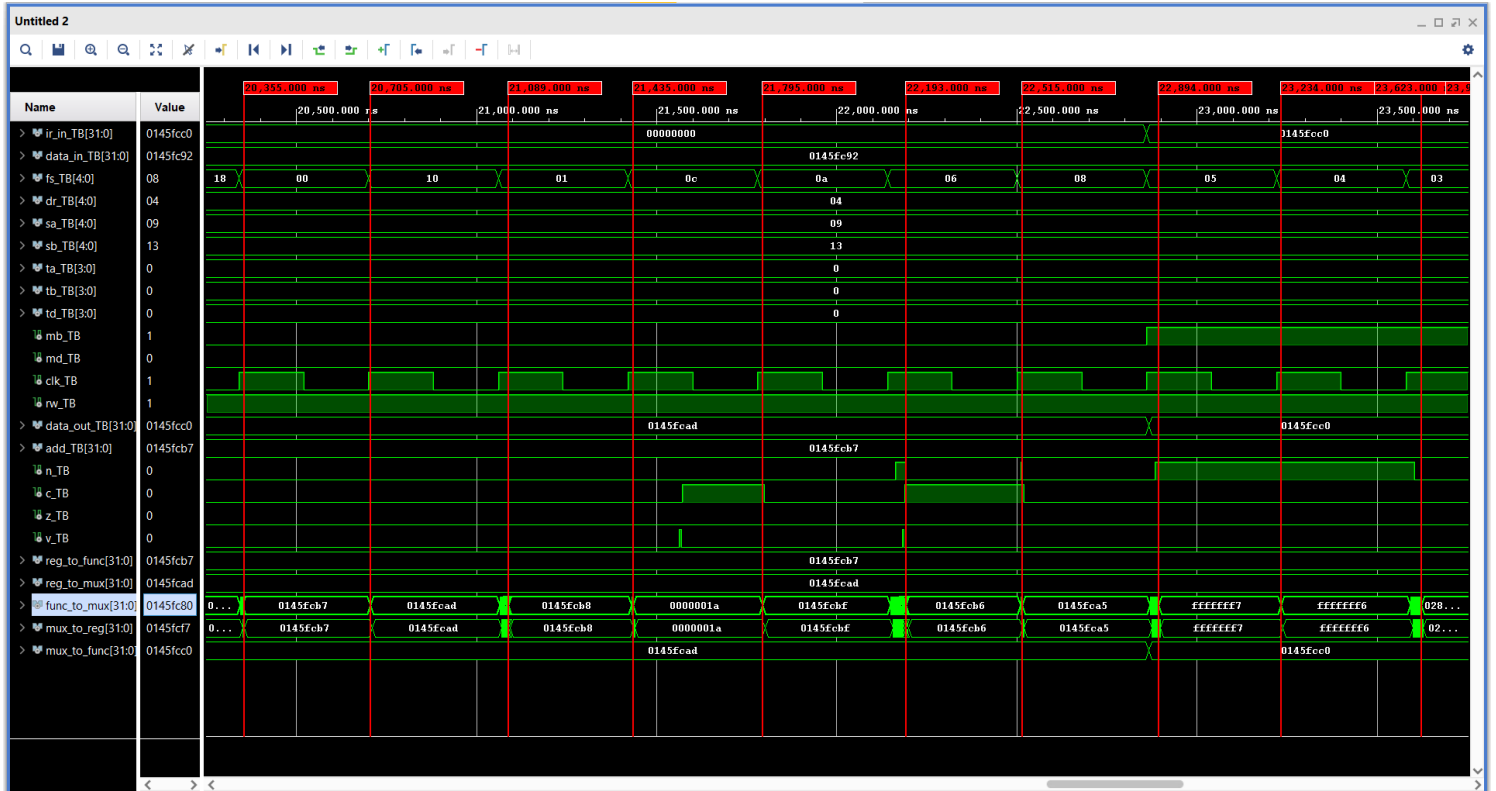 Untitled 2
20,355.000 ns 20,705.000 ns 21,089.000 ns 21,435.000 ns 21,795.000 ns 22,193.000 ns 22,515.000 ns 22,894.000 ns 23,234.000 ns 23,623.000 23,9
Name Value 20,500.000 ns 21,000.000 ns 21,500.000 ns 22,000.000 ns 22,500.000 ns 23,000.000 ns 23,500.000 ns
ir_in_TB[31:0] 0145fcc0 00000000 0145fcc0
data_in_TB[31:0] 0145fc92 0145fc92
fs_TB[4:0] 08 18 00 10 01 0c 0a 06 08 05 04 03
dr_TB[4:0] 04 04
sa_TB[4:0] 09 09
sb_TB[4:0] 13 13
ta_TB[3:0] 0 0
tb_TB[3:0] 0 0
td_TB[3:0] 0 0
mb_TB 1
md_TB 0
clk_TB 1
rw_TB 1
data_out_TB[31:0] 0145fcc0 0145fcad 0145fcc0
add_TB[31:0] 0145fcb7 0145fcb7
n_TB 0
c_TB 0
z_TB 0
v_TB 0
reg_to_func[31:0] 0145fcb7 0145fcb7
reg_to_mux[31:0] 0145fcad 0145fcad
func_to_mux[31:0] 0145fc80 0... 0145fcb7 0145fcad 0145fcb8 0000001a 0145fcbf 0145fcb6 0145fca5 fffffff7 fffffff6 028...
mux_to_reg[31:0] 0145fcf7 0... 0145fcb7 0145fcad 0145fcb8 0000001a 0145fcbf 0145fcb6 0145fca5 fffffff7 fffffff6 02...
mux_to_func[31:0] 0145fcc0 0145fcad 0145fcc0